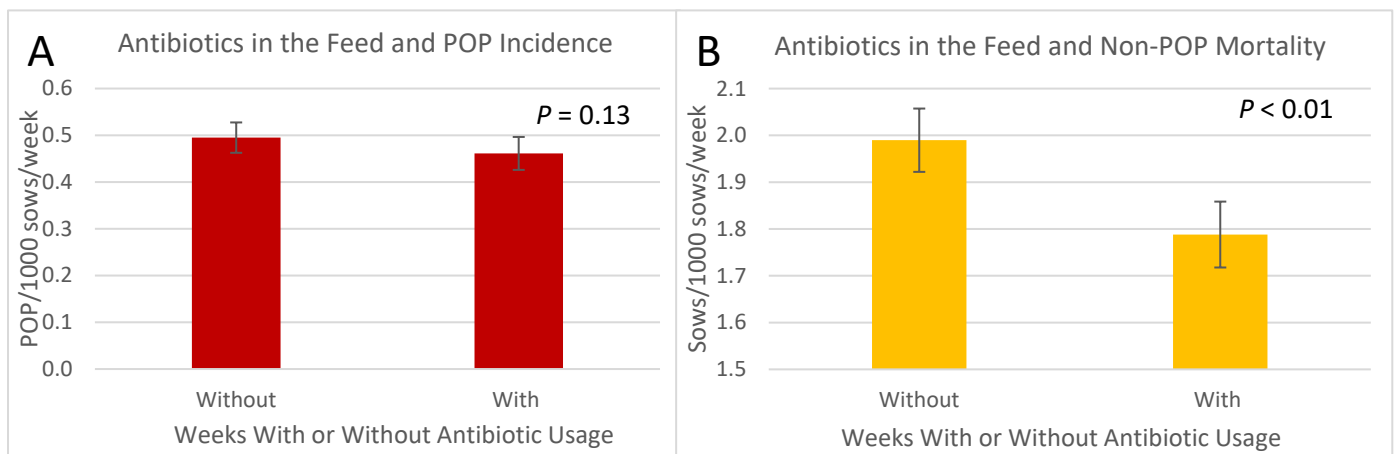 A
Antibiotics in the Feed and POP Incidence
P = 0.13
POP/1000 sows/week
0.6
0.5
0.4
0.3
0.2
0.1
0.0
Without
With
Weeks With or Without Antibiotic Usage
B
Antibiotics in the Feed and Non-POP Mortality
P < 0.01
Sows/1000 sows/week
2.1
2.0
1.9
1.8
1.7
1.6
1.5
Without
With
Weeks With or Without Antibiotic Usage